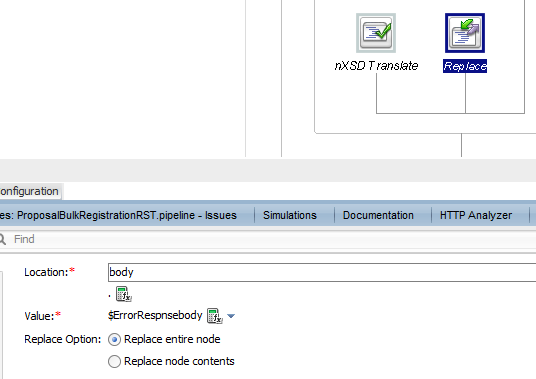 nXSD Translate
Replace
onfiguration
es: ProposalBulkRegistrationRST.pipeline - Issues
Simulations
Documentation
HTTP Analyzer
Find
Location:*
body
.
Value:*
$ErrorRespnsebody
Replace Option:
Replace entire node
Replace node contents